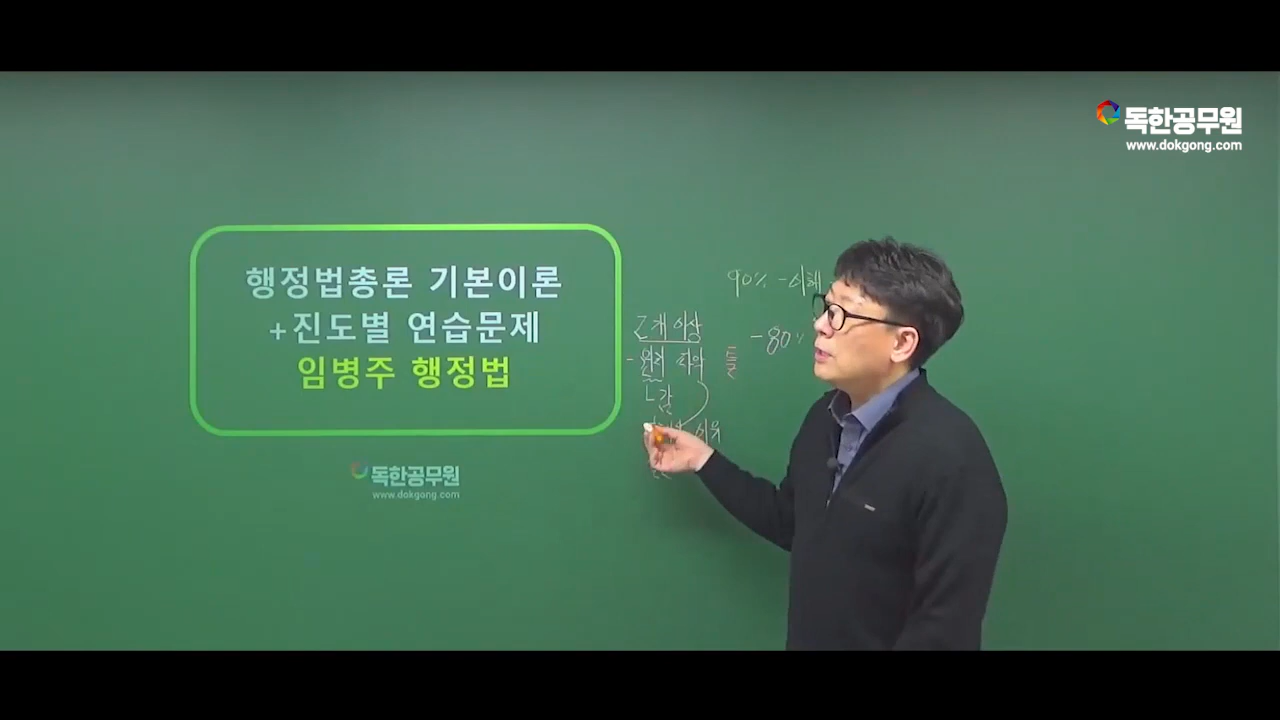 독한공무원
www.dokgong.com
행정법총론 기본이론
+진도별 연습문제
임병주 행정법
독한공무원
www.dokgong.com
90% - 이해
- 80%
2개 이상